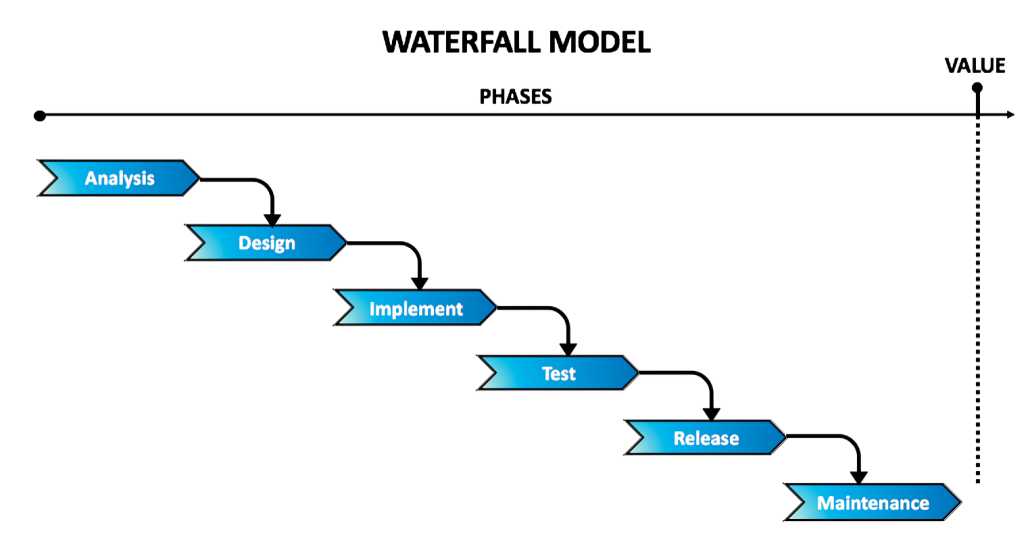 WATERFALL MODEL
VALUE
PHASES
Analysis
Design
Implement
Test
Release
Maintenance